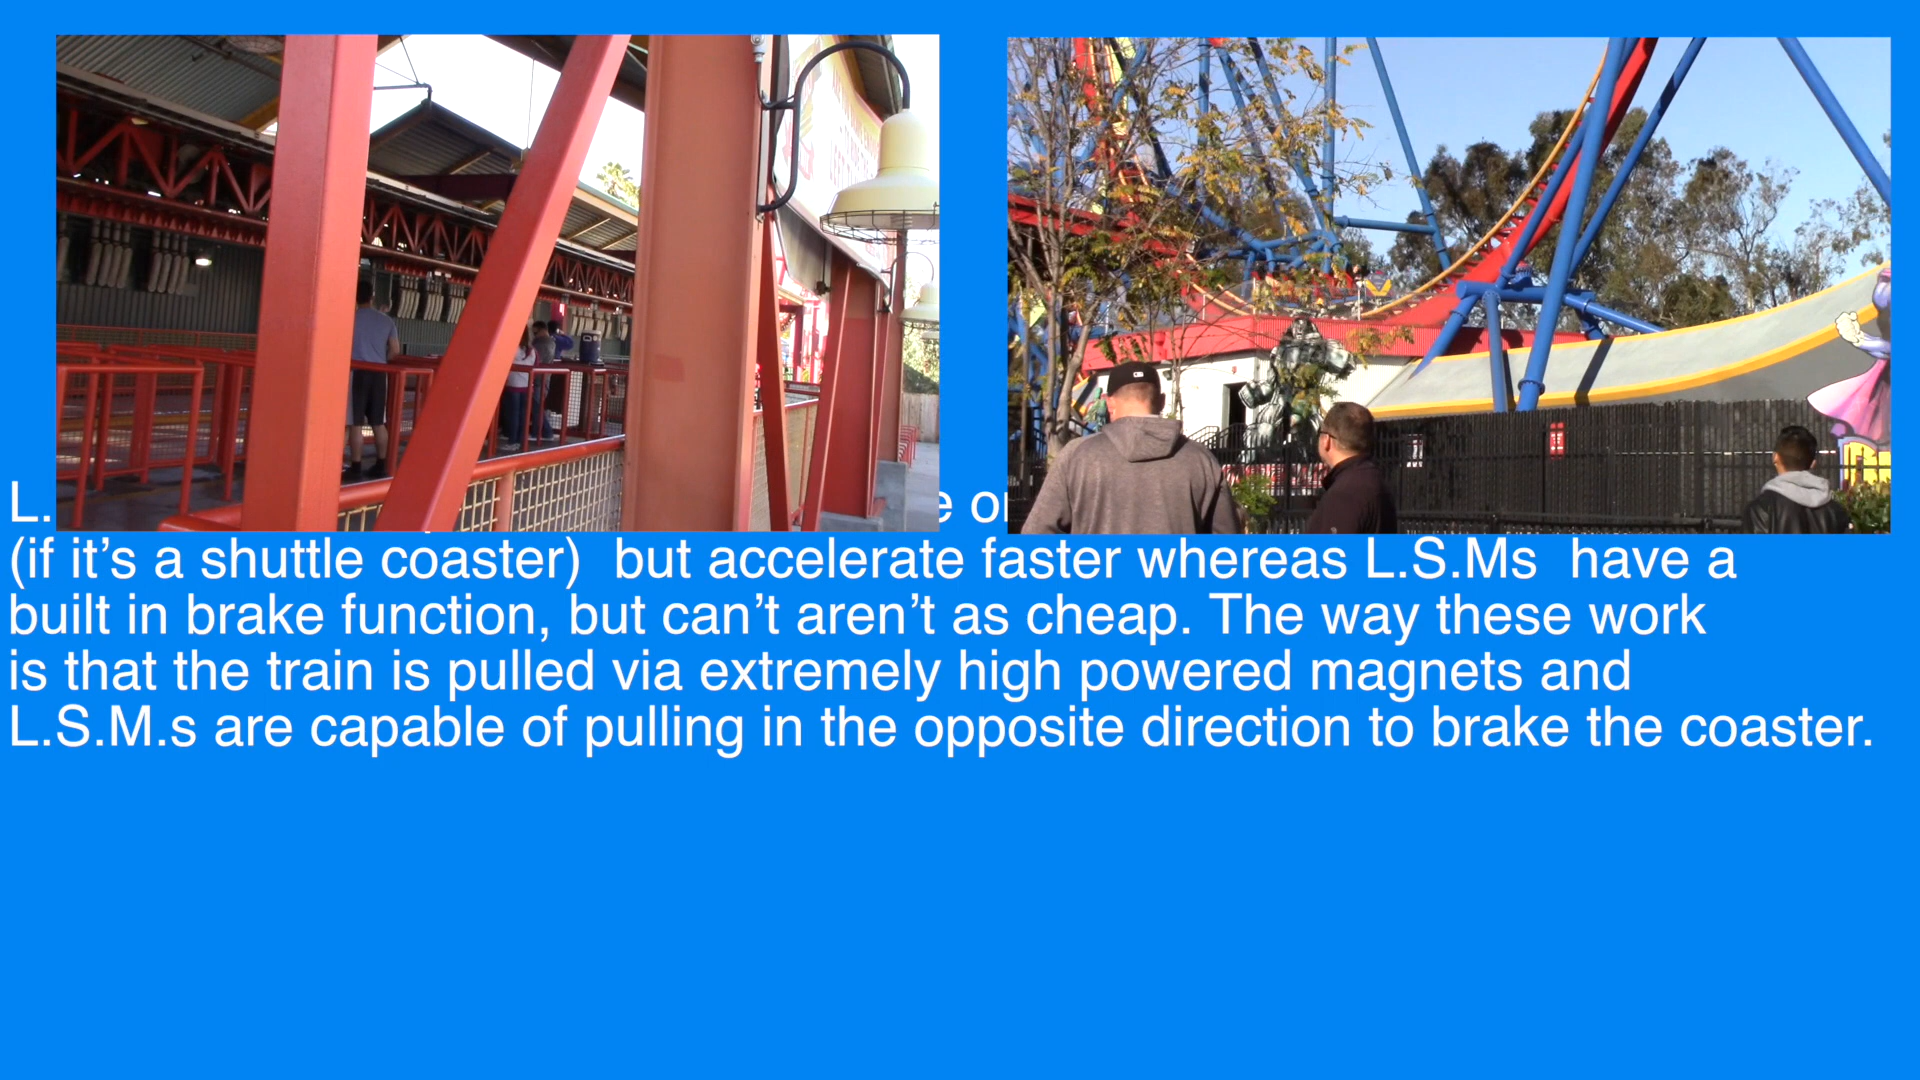 L.
(if it’s a shuttle coaster)  but accelerate faster whereas L.S.Ms  have a
built in brake function, but can’t aren’t as cheap. The way these work
is that the train is pulled via extremely high powered magnets and
L.S.M.s are capable of pulling in the opposite direction to brake the coaster.